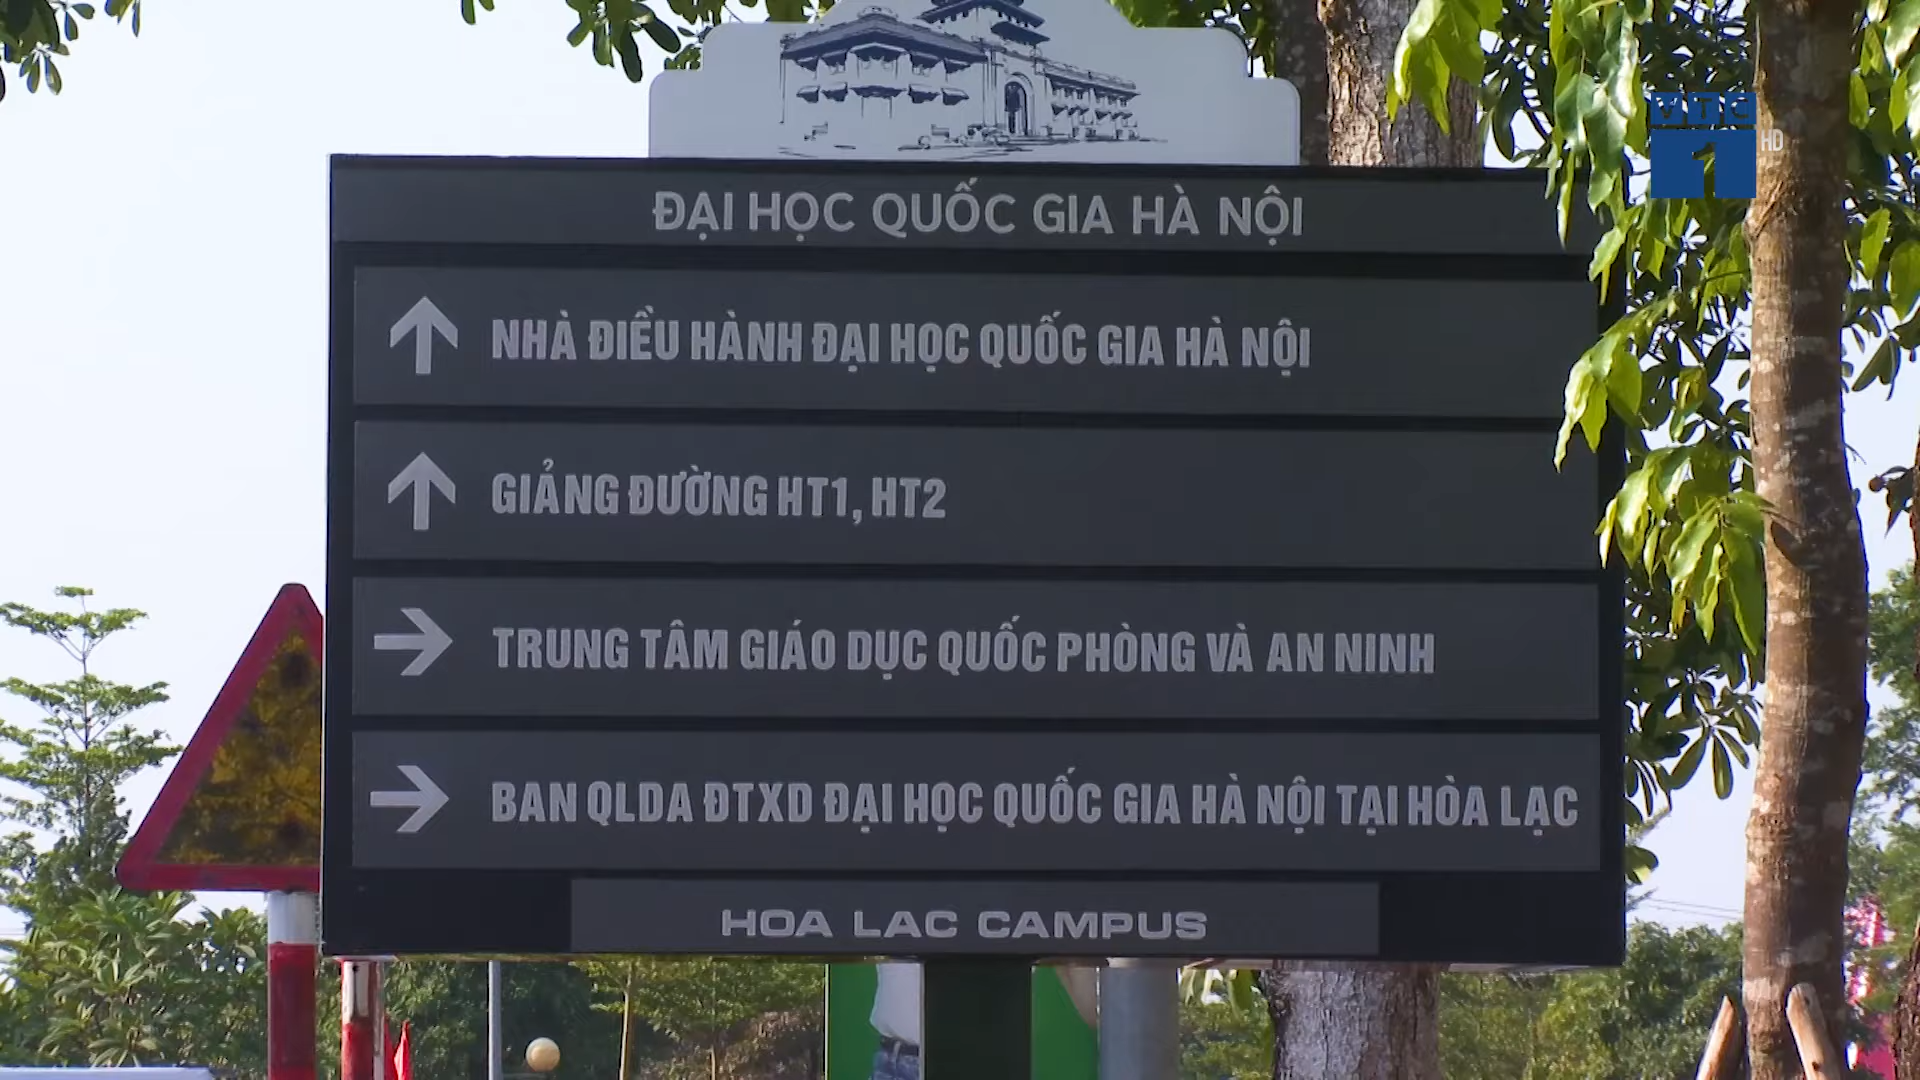 VTC
1
HD
ĐẠI HỌC QUỐC GIA HÀ NỘI
NHÀ ĐIỀU HÀNH ĐẠI HỌC QUỐC GIA HÀ NỘI
GIẢNG ĐƯỜNG HT1, HT2
TRUNG TÂM GIÁO DỤC QUỐC PHÒNG VÀ AN NINH
BAN QLDA ĐTXD ĐẠI HỌC QUỐC GIA HÀ NỘI TẠI HÒA LẠC
HOA LAC CAMPUS